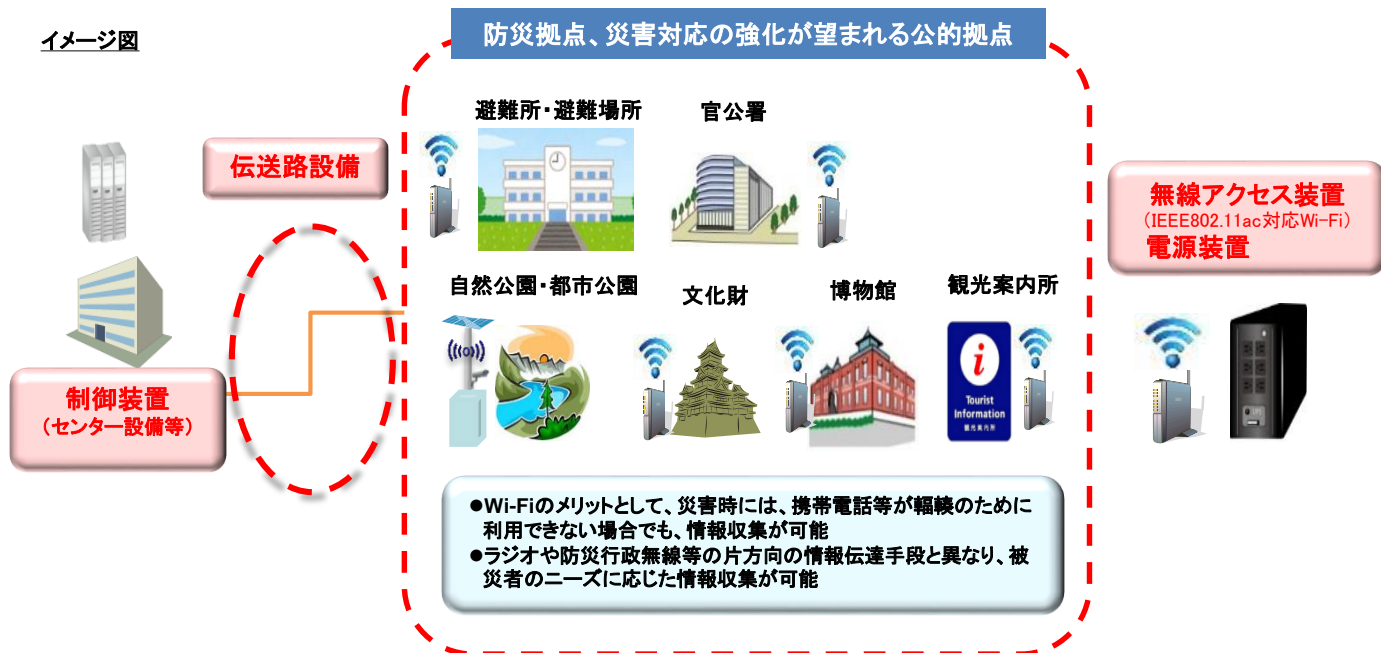 イメージ図
防災拠点、災害対応の強化が望まれる公的拠点
避難所・避難場所
官公署
伝送路設備
無線アクセス装置
(IEEE802.11ac対応Wi-Fi)
電源装置
自然公園・都市公園
文化財
博物館
観光案内所
i
Tourist
Information
観光案内所
制御装置
(センター設備等)
●Wi-Fiのメリットとして、災害時には、携帯電話等が輻輳のために
利用できない場合でも、情報収集が可能
●ラジオや防災行政無線等の片方向の情報伝達手段と異なり、被
災者のニーズに応じた情報収集が可能